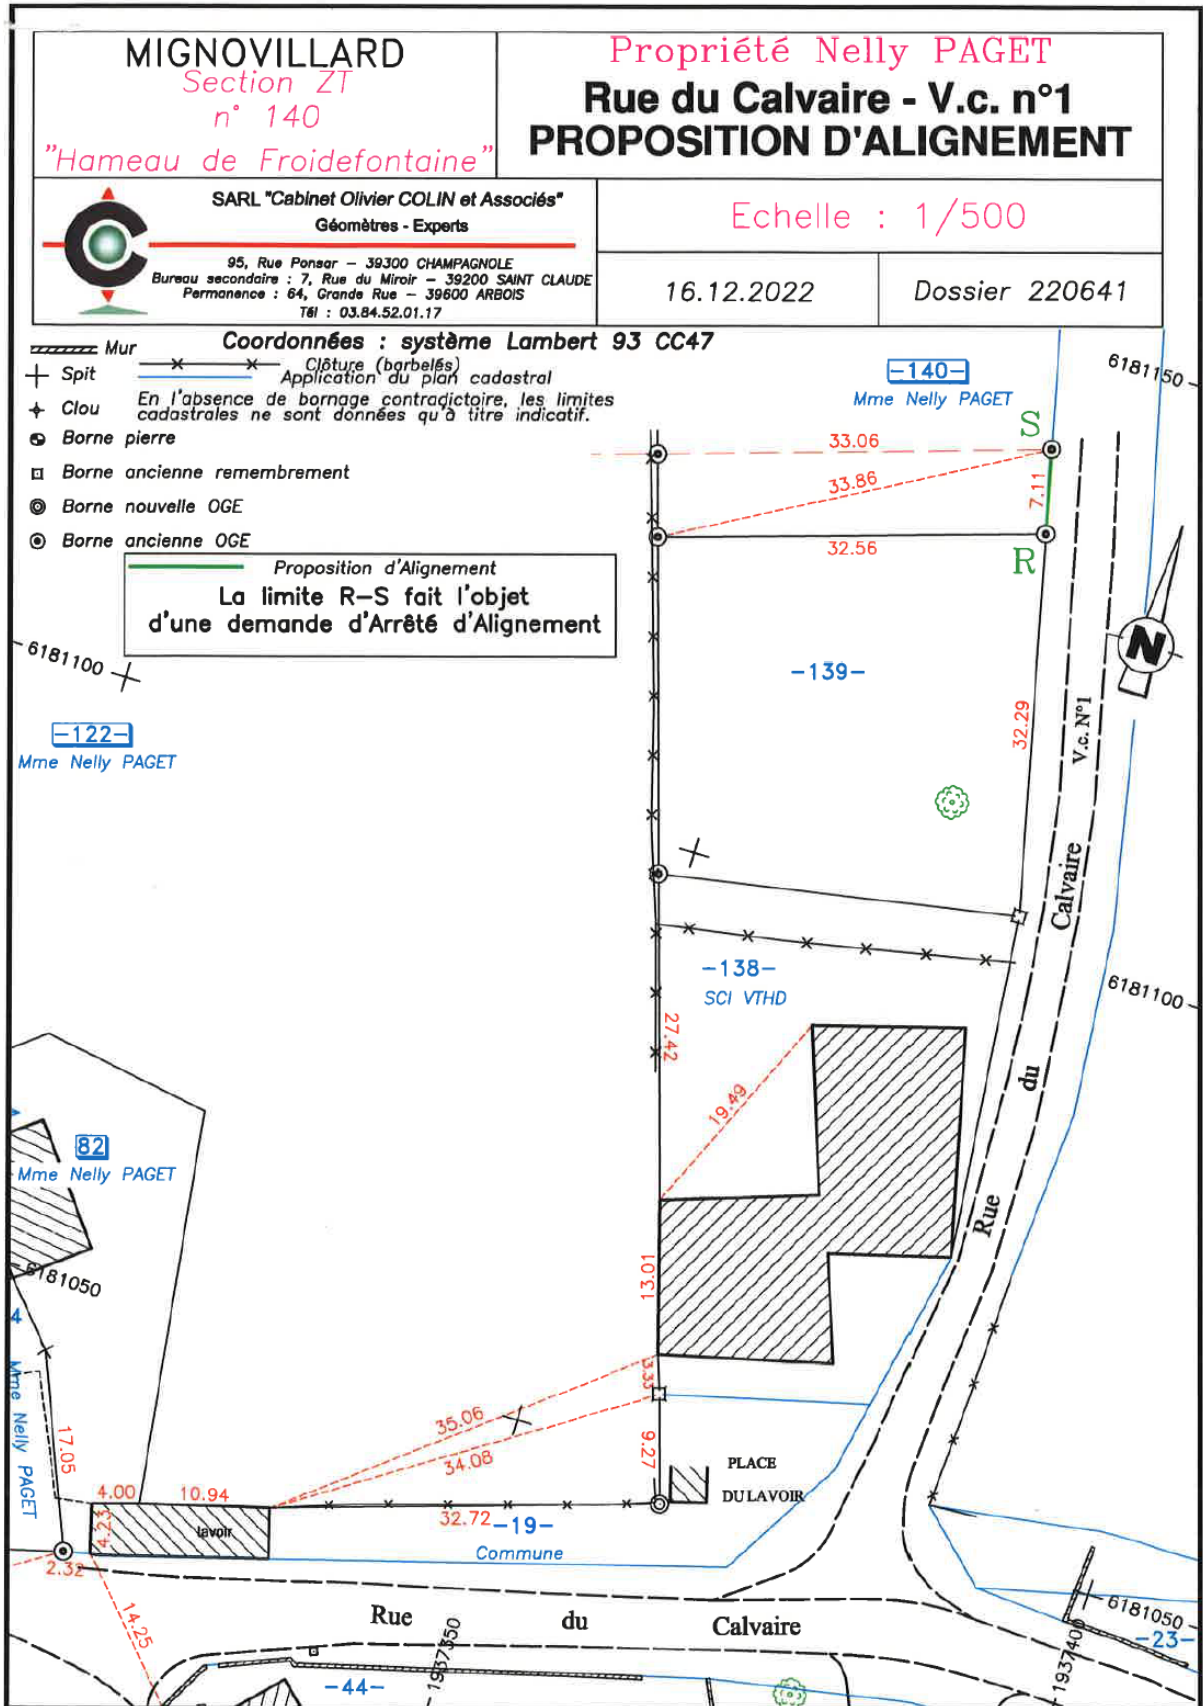 MIGNOVILLARD
Section ZT
n° 140
"Hameau de Froidefontaine"
Propriété Nelly PAGET
Rue du Calvaire - V.c. n°1
PROPOSITION D'ALIGNEMENT
SARL "Cabinet Olivier COLIN et Associés"
Géomètres - Experts
95, Rue Ponsar – 39300 CHAMPAGNOLE
Bureau secondaire : 7, Rue du Miroir – 39200 SAINT CLAUDE
Permanence : 64, Grande Rue – 39600 ARBOIS
Tél : 03.84.52.01.17
Echelle : 1/500
16.12.2022
Dossier 220641
Coordonnées : système Lambert 93 CC47
Mur
Clôture (barbelés)
Spit
Application du plan cadastral
Clou
En l'absence de bornage contradictoire, les limites
cadastrales ne sont données qu'à titre indicatif.
Borne pierre
Borne ancienne remembrement
Borne nouvelle OGE
Borne ancienne OGE
Proposition d'Alignement
La limite R–S fait l'objet
d'une demande d'Arrêté d'Alignement
-140-
Mme Nelly PAGET
6181150
S
33.06
33.86
7.11
32.56
R
N
6181100
-139-
-122-
Mme Nelly PAGET
32.29
V.c. N°1
Calvaire
-138-
SCI VTHD
6181100
27.42
19.49
du
82
Mme Nelly PAGET
Rue
6181050
13.01
4
3.35
Mme Nelly PAGET
35.06
34.08
17.05
9.27
PLACE
DU LAVOIR
4.00
10.94
4.23
lavoir
32.72
-19-
Commune
2.32
14.25
Rue du Calvaire
6181050
-23-
1937350
1937400
-44-